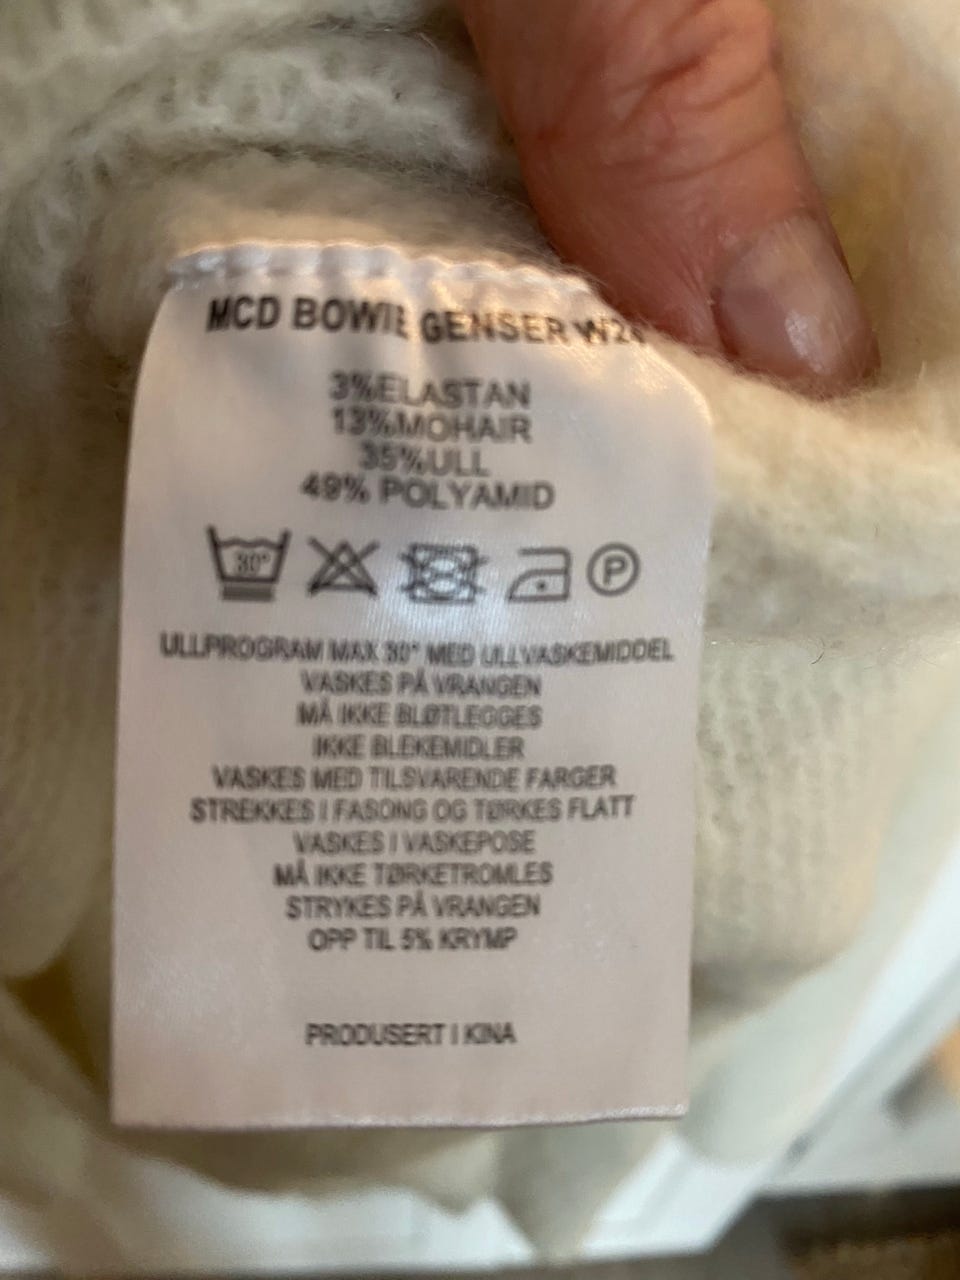 MCD BOWIE GENSER
3%ELASTAN
13%MOHAIR
35%ULL
49% POLYAMID
30° P
ULLPROGRAM MAX 30° MED ULLVASKEMIDDEL
VASKES PÅ VRANGEN
MÅ IKKE BLØTLEGGES
IKKE BLEKEMIDLER
VASKES MED TILSVARENDE FARGER
STREKKES I FASONG OG TØRKES FLATT
VASKES I VASKEPOSE
MÅ IKKE TØRKETROMLES
STRYKES PÅ VRANGEN
OPP TIL 5% KRYMP
PRODUSERT I KINA